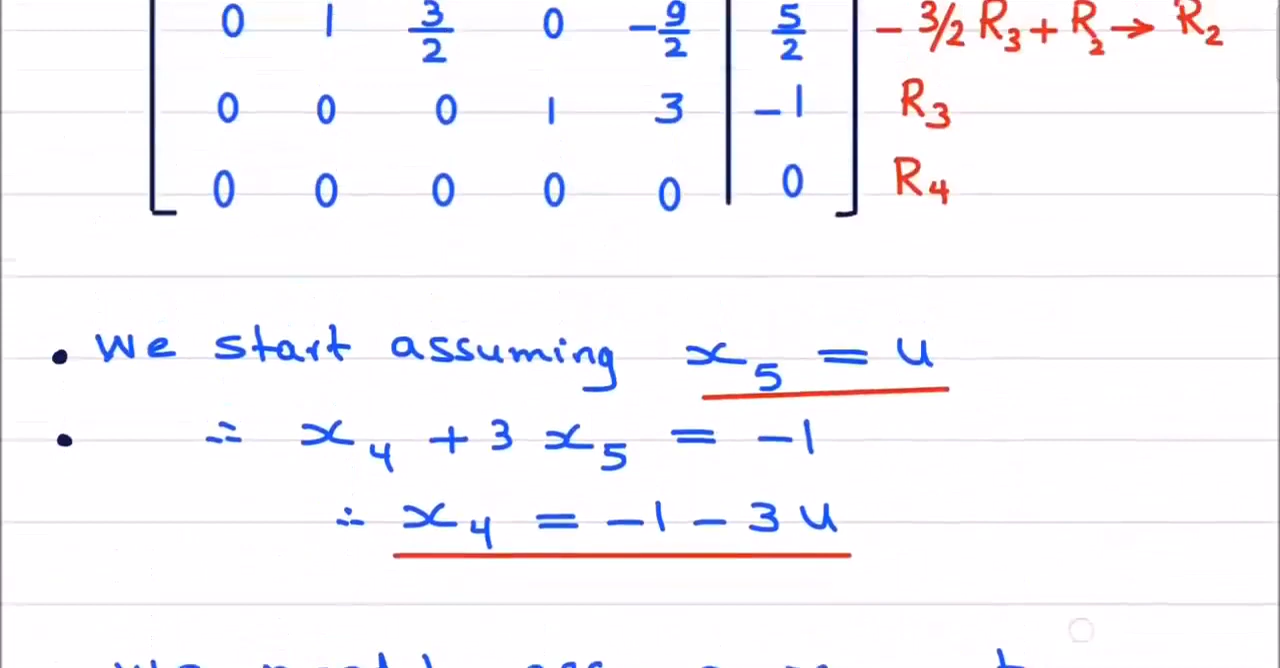 0 1 3/2 0 -9/2 | 5/2 - 3/2 R₃ + R₂ → R₂
0 0 0 1 3 | -1 R₃
0 0 0 0 0 | 0 R₄
• We start assuming x₅ = u
• ∵ x₄ + 3 x₅ = -1
∴ x₄ = -1 - 3 u